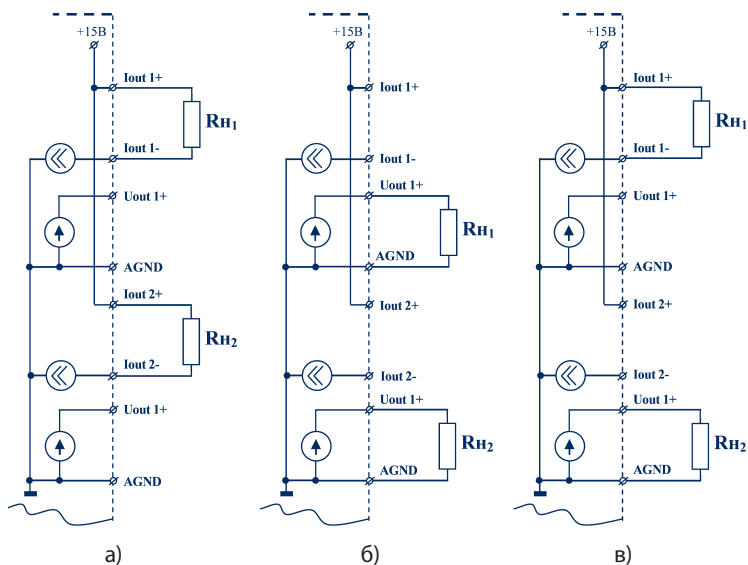 +15В
Iout 1+
Rн1
Iout 1-
Uout 1+
AGND
Iout 2+
Rн2
Iout 2-
Uout 1+
AGND
а)
+15В
Iout 1+
Iout 1-
Uout 1+
Rн1
AGND
Iout 2+
Iout 2-
Uout 1+
Rн2
AGND
б)
+15В
Iout 1+
Rн1
Iout 1-
Uout 1+
AGND
Iout 2+
Iout 2-
Uout 1+
Rн2
AGND
в)